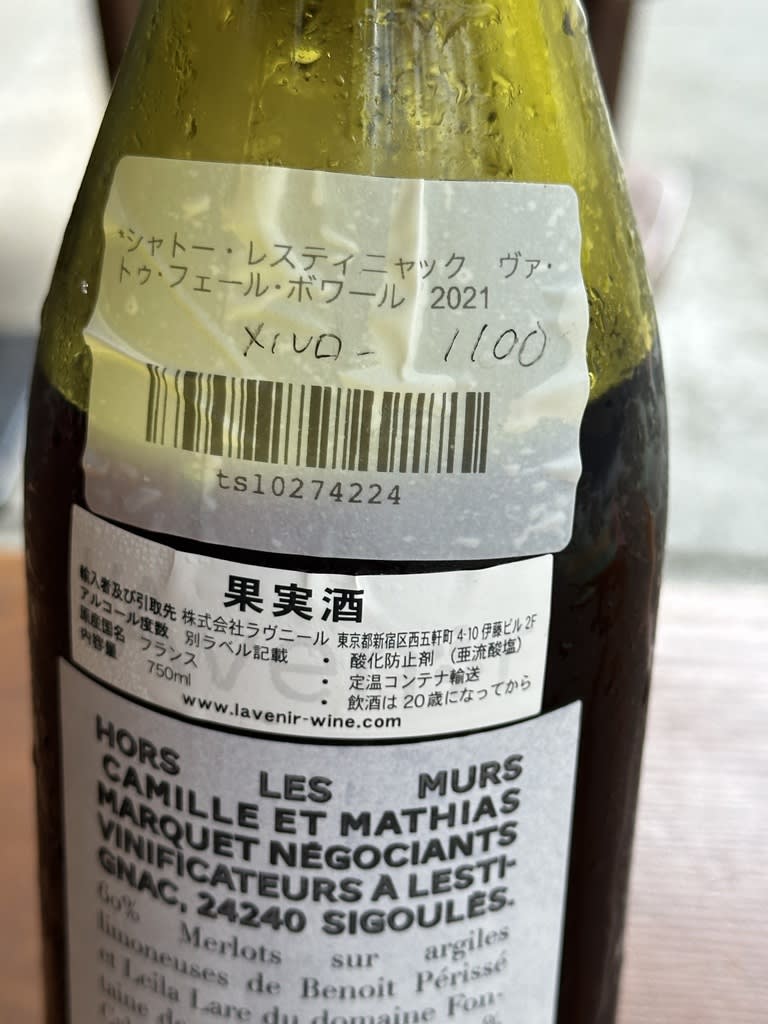 *シャトー・レスティニャック　ヴァ・
トゥ・フェール・ボワール　2021
1100
ts10274224
果実酒
輸入者及び引取先 株式会社ラヴニール 東京都新宿区西五軒町 4-10 伊藤ビル 2F
アルコール度数 別ラベル記載 ・ 酸化防止剤 （亜流酸塩）
原産国名 フランス ・ 定温コンテナ輸送
内容量 750ml ・ 飲酒は 20 歳になってから
www.lavenir-wine.com
HORS LES MURS
CAMILLE ET MATHIAS
MARQUET NÉGOCIANTS
VINIFICATEURS A LESTI-
GNAC, 24240 SIGOULÉS.
60% Merlots sur argiles
limoneuses de Benoit Périssé
et Leila Lare du domaine Fon-
laine de